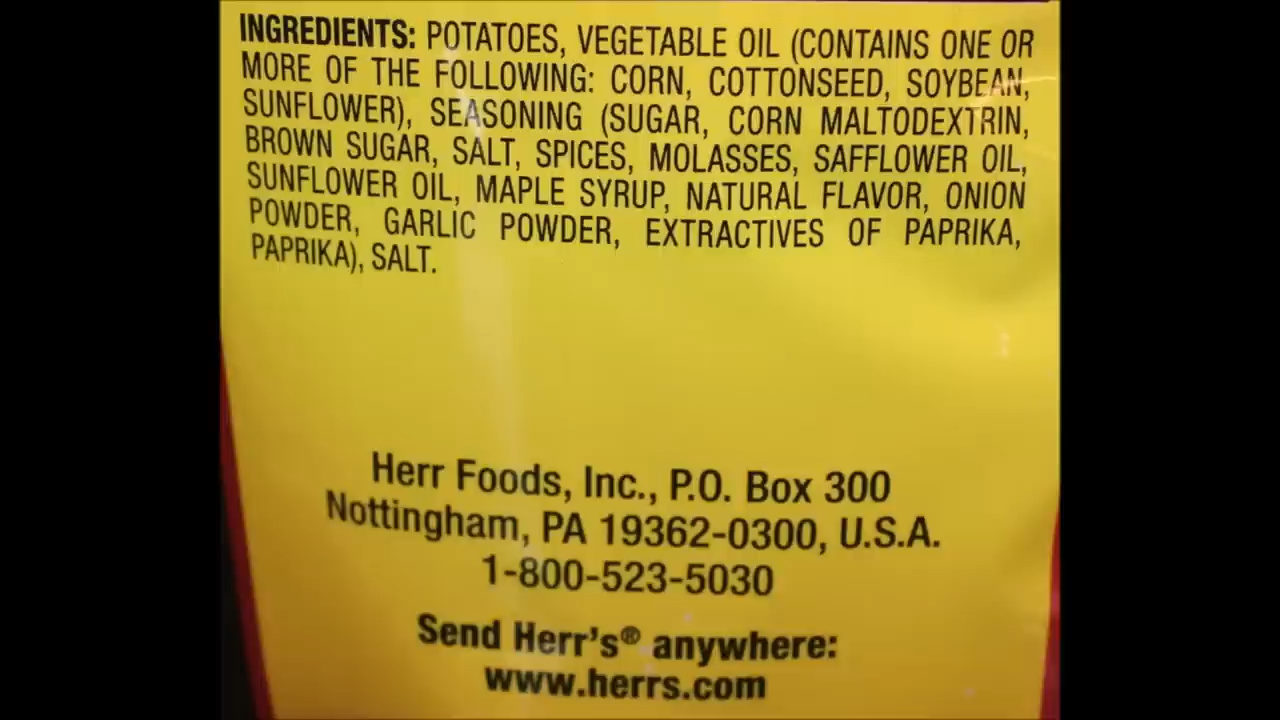 INGREDIENTS: POTATOES, VEGETABLE OIL (CONTAINS ONE OR
MORE OF THE FOLLOWING: CORN, COTTONSEED, SOYBEAN,
SUNFLOWER), SEASONING (SUGAR, CORN MALTODEXTRIN,
BROWN SUGAR, SALT, SPICES, MOLASSES, SAFFLOWER OIL,
SUNFLOWER OIL, MAPLE SYRUP, NATURAL FLAVOR, ONION
POWDER, GARLIC POWDER, EXTRACTIVES OF PAPRIKA,
PAPRIKA), SALT.
Herr Foods, Inc., P.O. Box 300
Nottingham, PA 19362-0300, U.S.A.
1-800-523-5030
Send Herr's® anywhere:
www.herrs.com